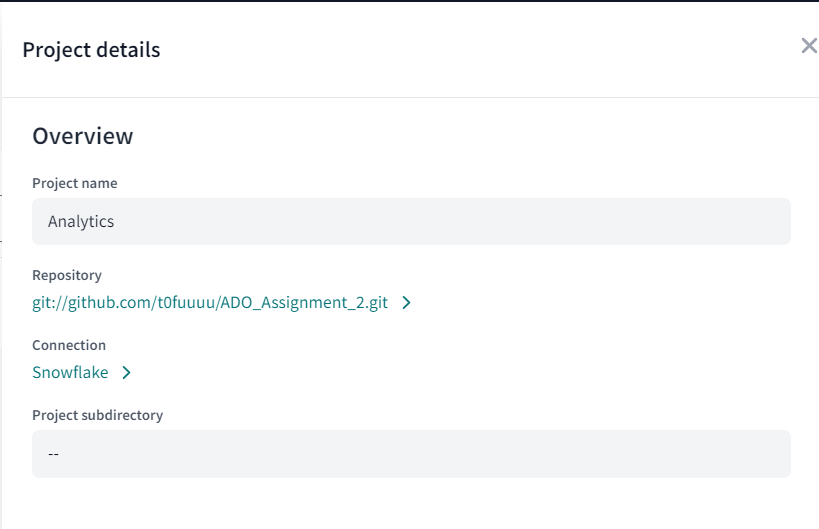 Project details
Overview
Project name
Analytics
Repository
git://github.com/t0fuuuu/ADO_Assignment_2.git
Connection
Snowflake
Project subdirectory
--